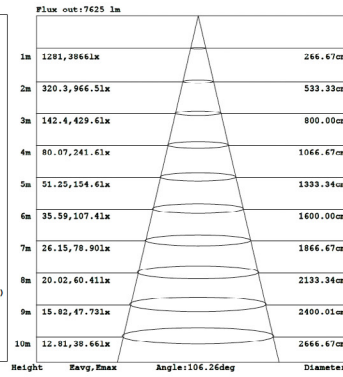 Flux out:7625 lm
1m 1281,3866lx 266.67cm
2m 320.3,966.5lx 533.33cm
3m 142.4,429.6lx 800.00cm
4m 80.07,241.6lx 1066.67cm
5m 51.25,154.6lx 1333.34cm
6m 35.59,107.4lx 1600.00cm
7m 26.15,78.90lx 1866.67cm
8m 20.02,60.41lx 2133.34cm
)
9m 15.82,47.73lx 2400.01cm
10m 12.81,38.66lx 2666.67cm
Height Eavg,Emax Angle:106.26deg Diameter